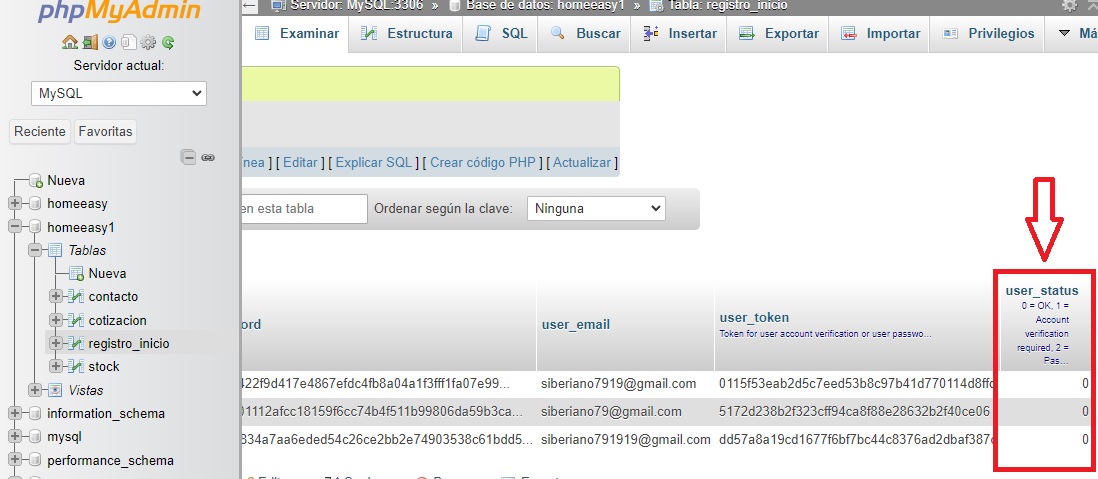 phpMyAdmin
Servidor actual:
MySQL
Reciente Favoritas
Nueva
homeeasy
homeeasy1
Tablas
Nueva
contacto
cotizacion
registro_inicio
stock
Vistas
information_schema
mysql
performance_schema
Servidor: MySQL:3306 » Base de datos: homeeasy1 » Tabla: registro_inicio
Examinar Estructura SQL Buscar Insertar Exportar Importar Privilegios Má
nea ] [ Editar ] [ Explicar SQL ] [ Crear código PHP ] [ Actualizar ]
en esta tabla Ordenar según la clave: Ninguna
ord user_email user_token user_status
Token for user account verification or user passwo...
0 = OK, 1 =
Account
verification
required, 2 =
Pas...
422f9d417e4867efdc4fb8a04a1f3fff1fa07e99... siberiano7919@gmail.com 0115f53eab2d5c7eed53b8c97b41d770114d8ffc 0
01112afcc18159f6cc74b4f511b99806da59b3ca... siberiano79@gmail.com 5172d238b2f323cff94ca8f88e28632b2f40ce06 0
834a7aa6eded54c26ce2bb2e74903538c61bdd5... siberiano791919@gmail.com dd57a8a19cd1677f6bf7bc44c8376ad2dbaf387c 0